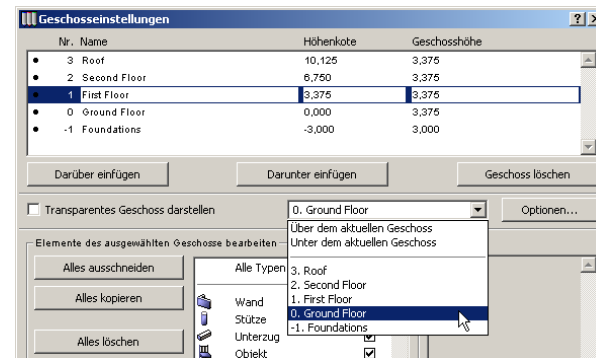 Geschosseinstellungen
Nr. Name Höhenkote Geschosshöhe
3 Roof 10,125 3,375
2 Second Floor 6,750 3,375
1 First Floor 3,375 3,375
0 Ground Floor 0,000 3,375
-1 Foundations -3,000 3,000
Darüber einfügen Darunter einfügen Geschoss löschen
Transparentes Geschoss darstellen 0. Ground Floor Optionen...
Über dem aktuellen Geschoss
Unter dem aktuellen Geschoss
Elemente des ausgewählten Geschosse bearbeiten
Alles ausschneiden Alle Typen 3. Roof
2. Second Floor
Alles kopieren Wand 1. First Floor
Stütze 0. Ground Floor
Alles löschen Unterzug -1. Foundations
Objekt